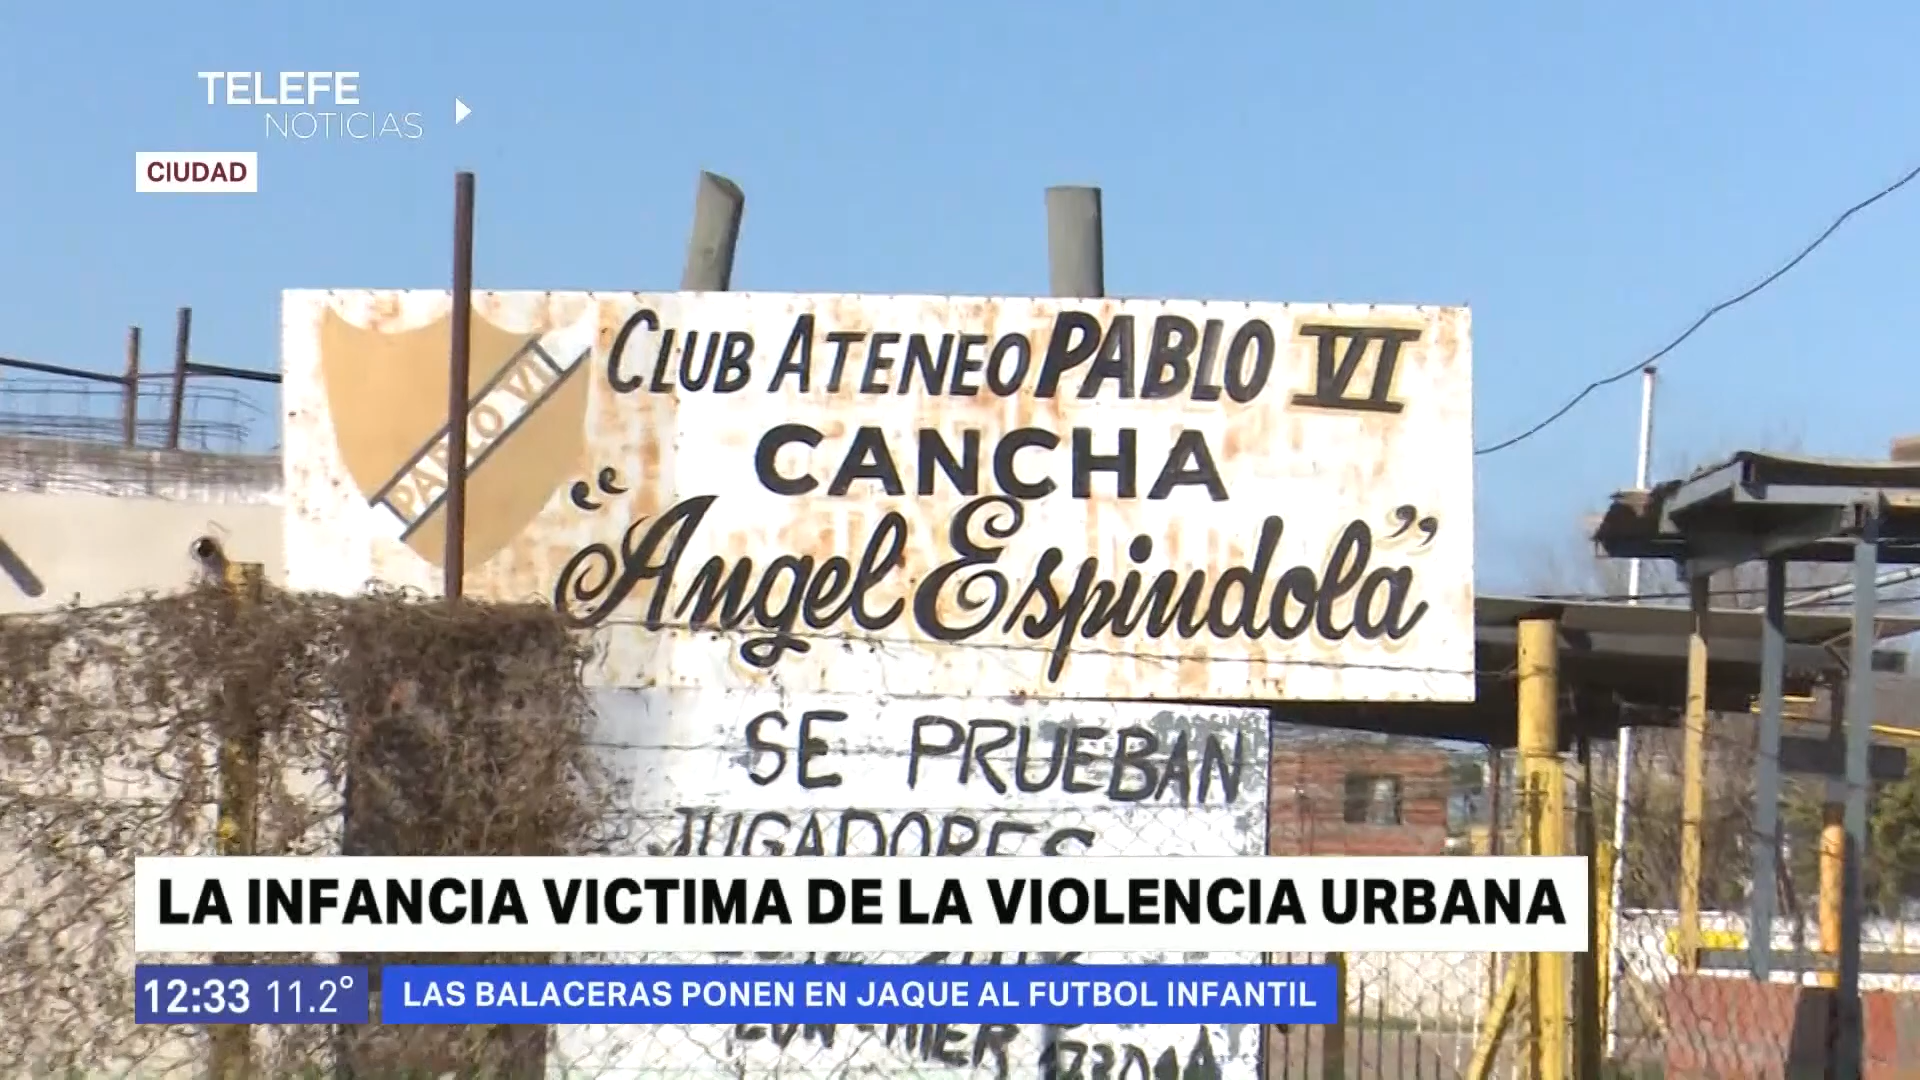 TELEFE
NOTICIAS
CIUDAD
CLUB ATENEO PABLO VI
PABLO VI
CANCHA
"Angel Espindola"
SE PRUEBAN
JUGADORES
LA INFANCIA VICTIMA DE LA VIOLENCIA URBANA
12:33 11.2°
LAS BALACERAS PONEN EN JAQUE AL FUTBOL INFANTIL